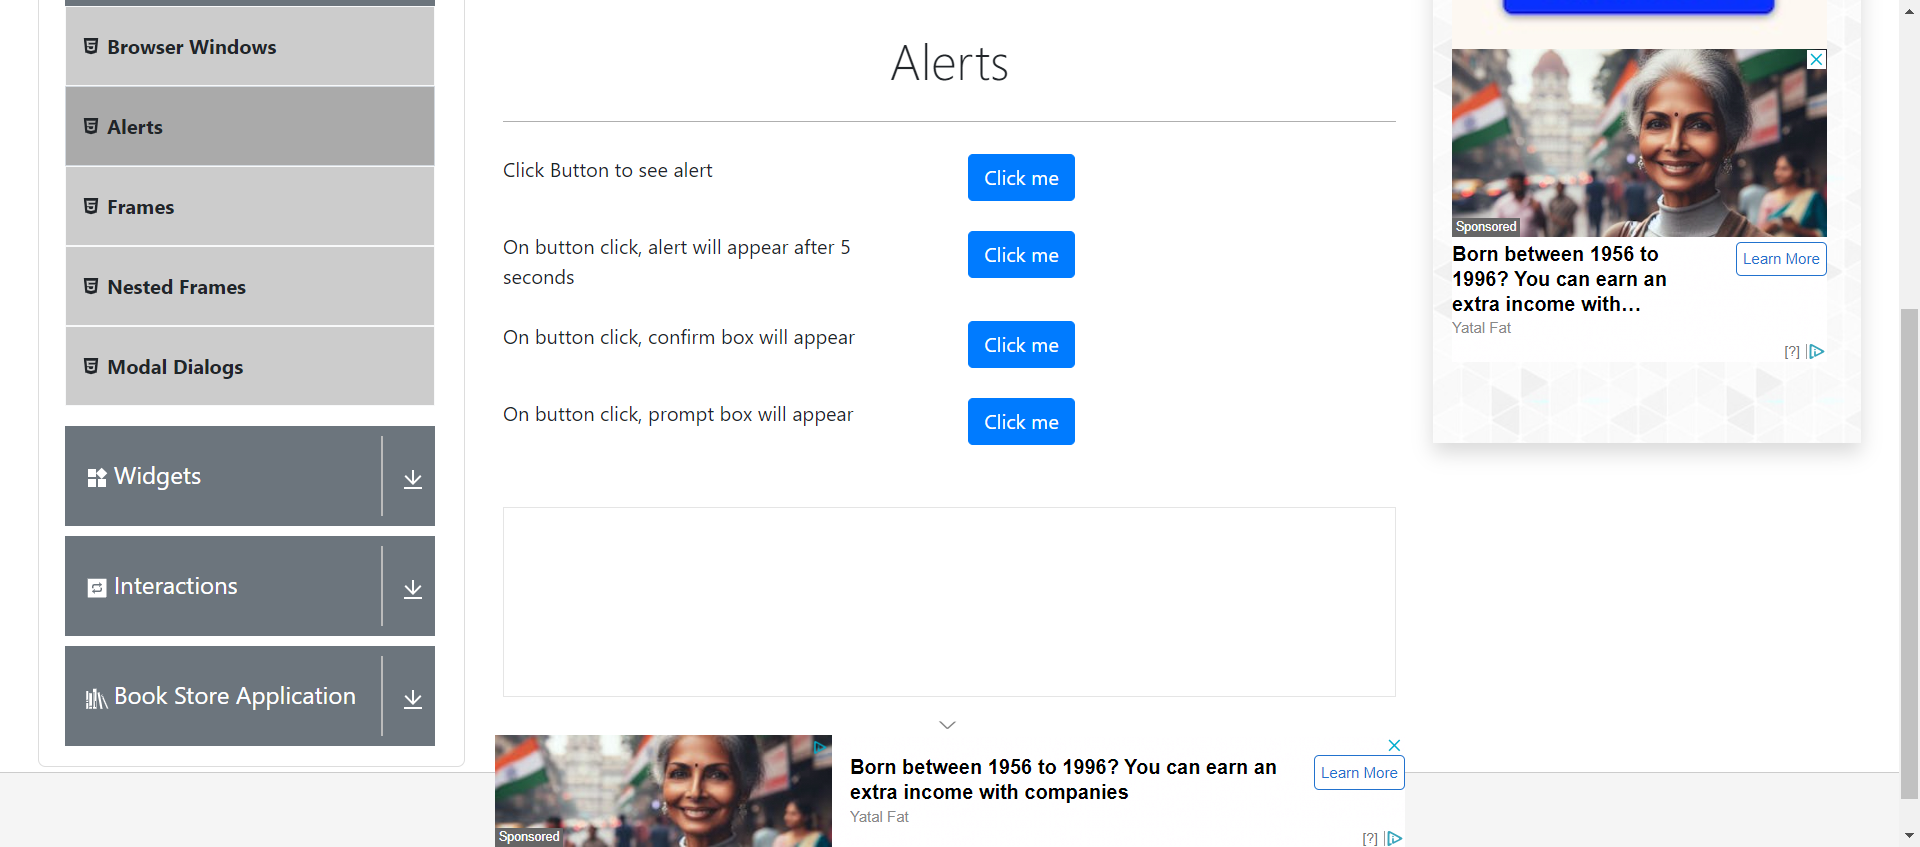 Browser Windows
Alerts
Frames
Nested Frames
Modal Dialogs
Widgets
Interactions
Book Store Application
Alerts
Click Button to see alert
Click me
On button click, alert will appear after 5
seconds
Click me
On button click, confirm box will appear
Click me
On button click, prompt box will appear
Click me
Sponsored
Born between 1956 to
1996? You can earn an
extra income with...
Learn More
Yatal Fat
[?]
Sponsored
Born between 1956 to 1996? You can earn an
extra income with companies
Yatal Fat
Learn More
[?]